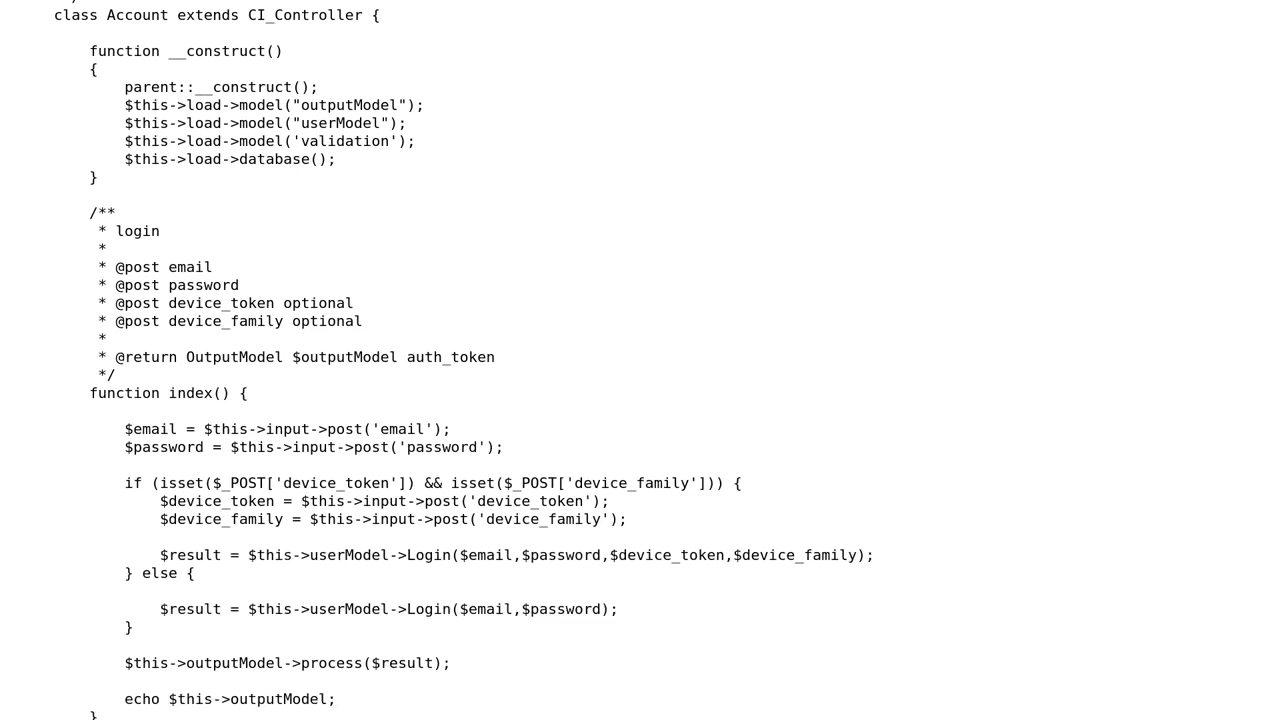 class Account extends CI_Controller {
function __construct()
{
parent::__construct();
$this->load->model("outputModel");
$this->load->model("userModel");
$this->load->model('validation');
$this->load->database();
}
/**
* login
*
* @post email
* @post password
* @post device_token optional
* @post device_family optional
*
* @return OutputModel $outputModel auth_token
*/
function index() {
$email = $this->input->post('email');
$password = $this->input->post('password');
if (isset($_POST['device_token']) && isset($_POST['device_family'])) {
$device_token = $this->input->post('device_token');
$device_family = $this->input->post('device_family');
$result = $this->userModel->Login($email,$password,$device_token,$device_family);
} else {
$result = $this->userModel->Login($email,$password);
}
$this->outputModel->process($result);
echo $this->outputModel;
}